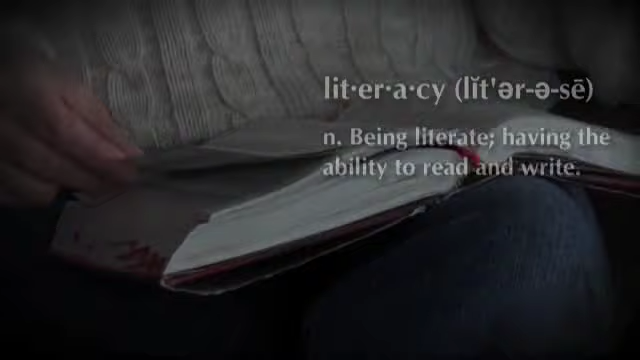 lit·er·a·cy (lĭt'ər-ə-sē)
n. Being literate; having the
ability to read and write.